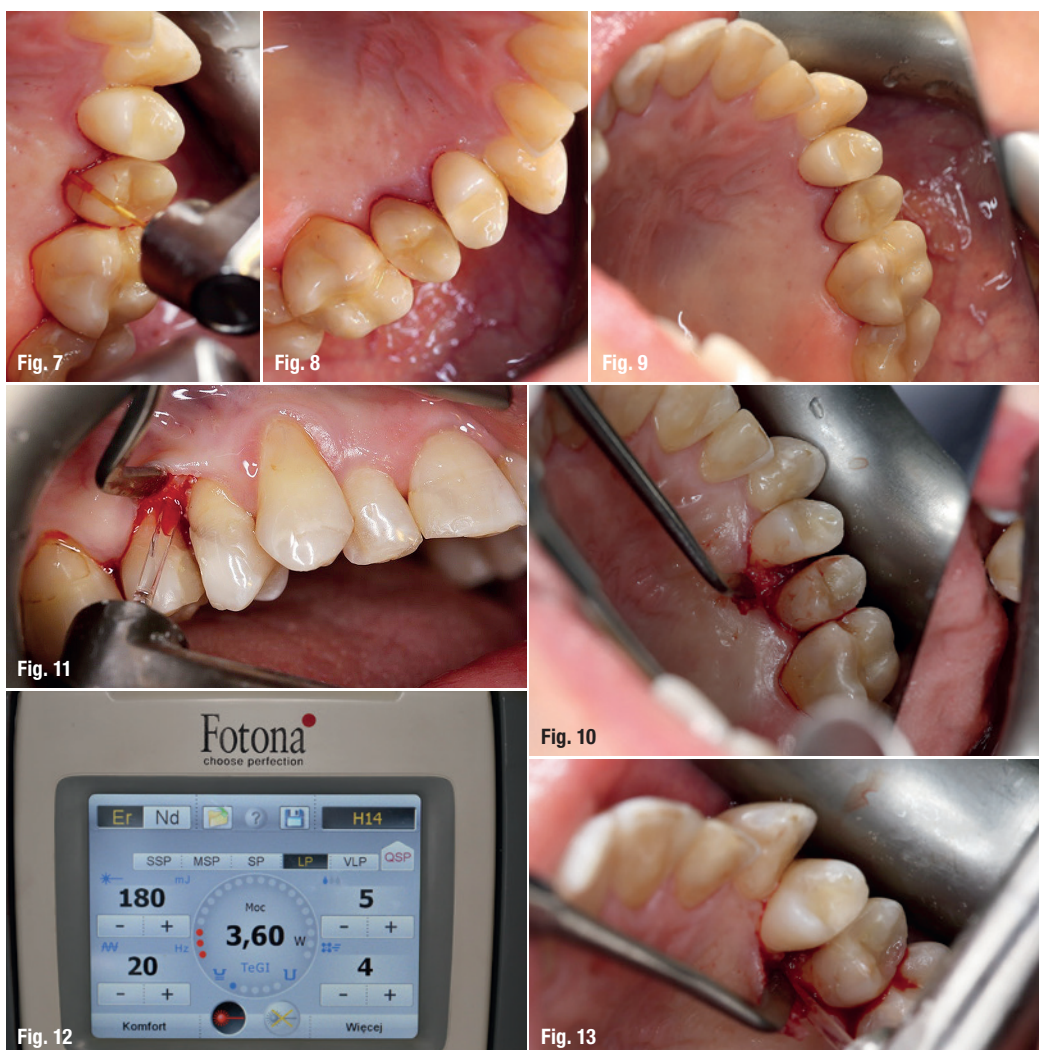 Fig. 7
Fig. 8
Fig. 9
Fig. 11
Fig. 10
Fotona
choose perfection
Er Nd ? H14
SSP MSP SP LP VLP QSP
mJ
180
5
- + - +
Moc
3,60 W
Hz
20
4
TeGI
- + - +
Komfort Więcej
Fig. 12
Fig. 13